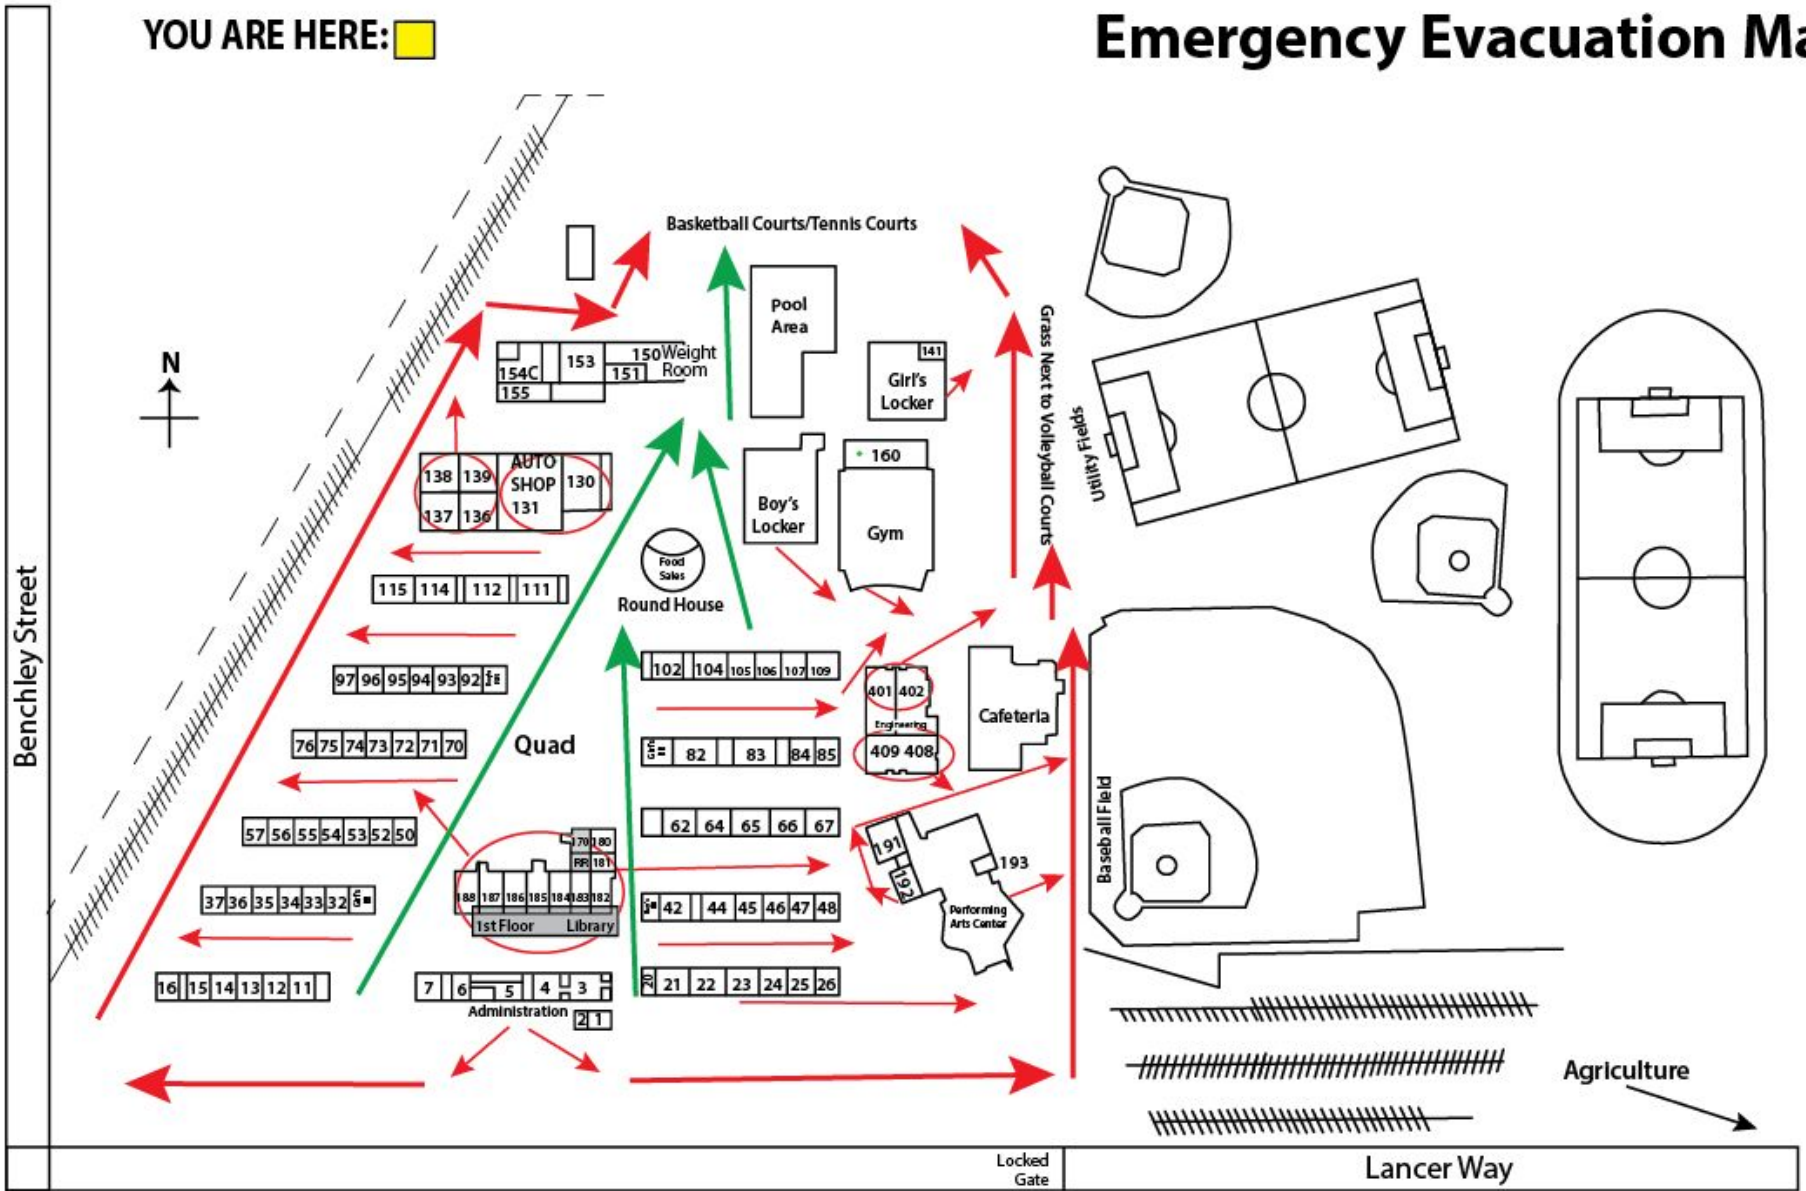 YOU ARE HERE:
Emergency Evacuation Ma
Basketball Courts/Tennis Courts
Pool
Area
N
153
150 Weight
Room
154C
151
155
141
Girl's
Locker
Grass Next to Volleyball Courts
Utility Fields
138 139
AUTO
SHOP
131
130
137 136
160
Boy's
Locker
Gym
Food
Sales
Round House
115 114 112 111
Benchley Street
97 96 95 94 93 92
102 104 105 106 107 109
401 402
Engineering
409 408
Cafeteria
76 75 74 73 72 71 70
Quad
82 83 84 85
57 56 55 54 53 52 50
62 64 65 66 67
170 180
RR 181
188 187 186 185 184 183 182
1st Floor Library
191
192
193
Performing
Arts Center
Baseball Field
37 36 35 34 33 32
42 44 45 46 47 48
16 15 14 13 12 11
7 6 5 4 3
Administration
2 1
20 21 22 23 24 25 26
Agriculture
Locked
Gate
Lancer Way